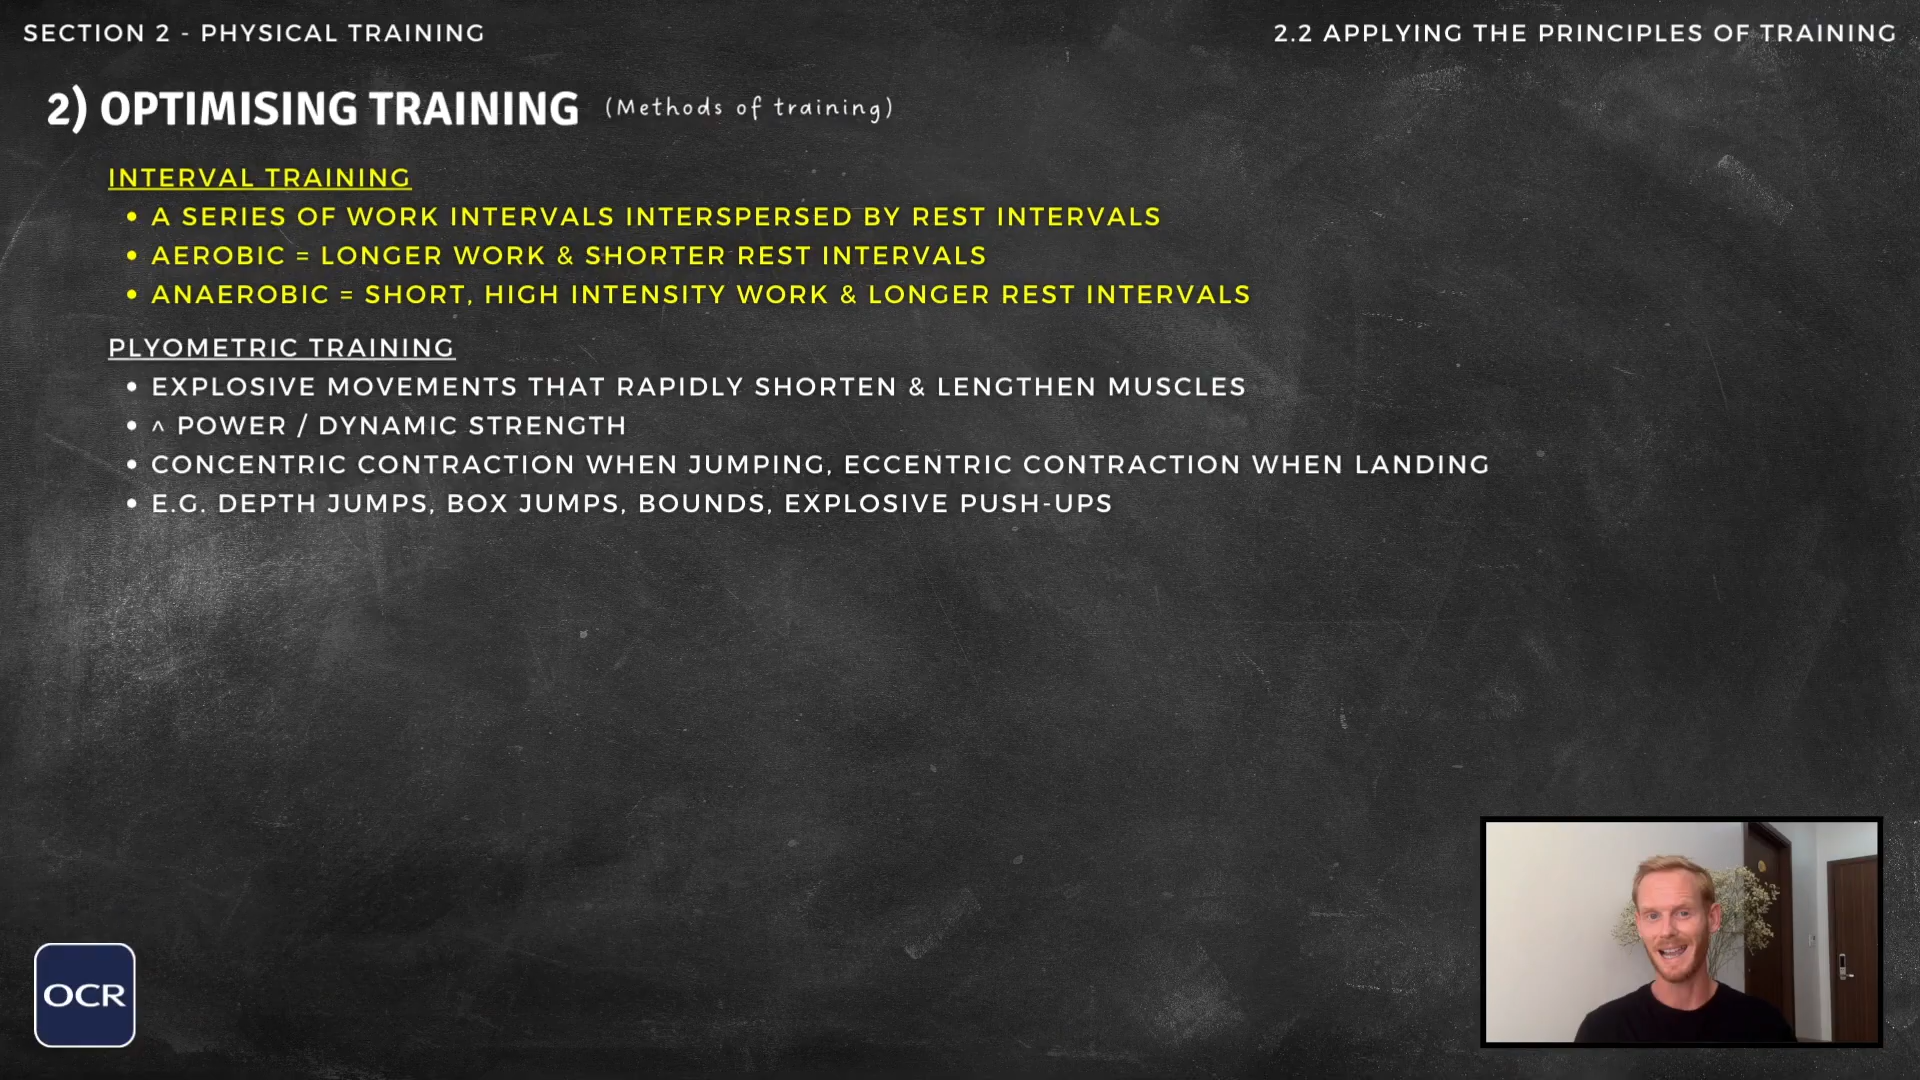 SECTION 2 - PHYSICAL TRAINING
2.2 APPLYING THE PRINCIPLES OF TRAINING
2) OPTIMISING TRAINING (Methods of training)
INTERVAL TRAINING
• A SERIES OF WORK INTERVALS INTERSPERSED BY REST INTERVALS
• AEROBIC = LONGER WORK & SHORTER REST INTERVALS
• ANAEROBIC = SHORT, HIGH INTENSITY WORK & LONGER REST INTERVALS
PLYOMETRIC TRAINING
• EXPLOSIVE MOVEMENTS THAT RAPIDLY SHORTEN & LENGTHEN MUSCLES
• ^ POWER / DYNAMIC STRENGTH
• CONCENTRIC CONTRACTION WHEN JUMPING, ECCENTRIC CONTRACTION WHEN LANDING
• E.G. DEPTH JUMPS, BOX JUMPS, BOUNDS, EXPLOSIVE PUSH-UPS
OCR